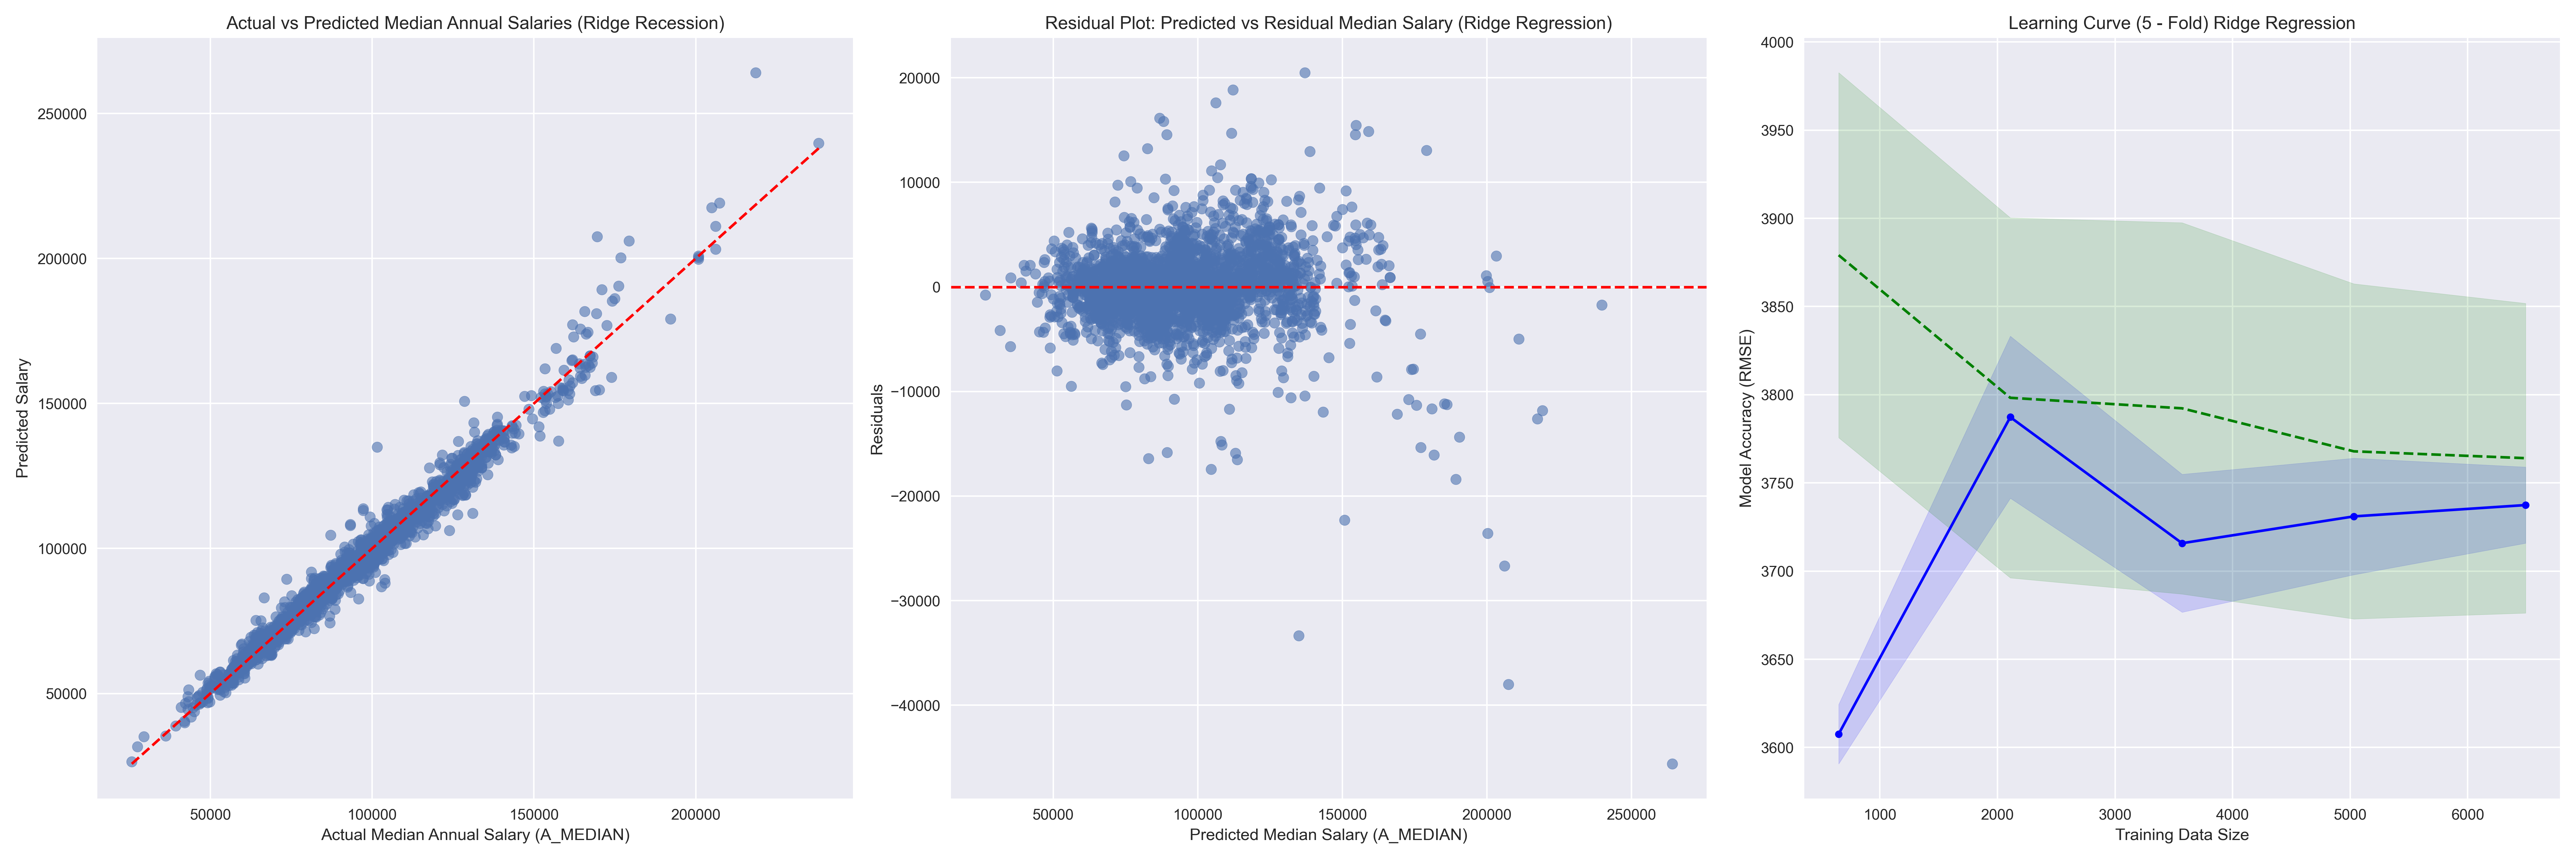 Actual vs Predicted Median Annual Salaries (Ridge Recession)
250000
200000
150000
100000
50000
Predicted Salary
50000 100000 150000 200000
Actual Median Annual Salary (A_MEDIAN)
Residual Plot: Predicted vs Residual Median Salary (Ridge Regression)
20000
10000
0
−10000
−20000
−30000
−40000
Residuals
50000 100000 150000 200000 250000
Predicted Median Salary (A_MEDIAN)
Learning Curve (5 - Fold) Ridge Regression
4000
3950
3900
3850
3800
3750
3700
3650
3600
Model Accuracy (RMSE)
1000 2000 3000 4000 5000 6000
Training Data Size